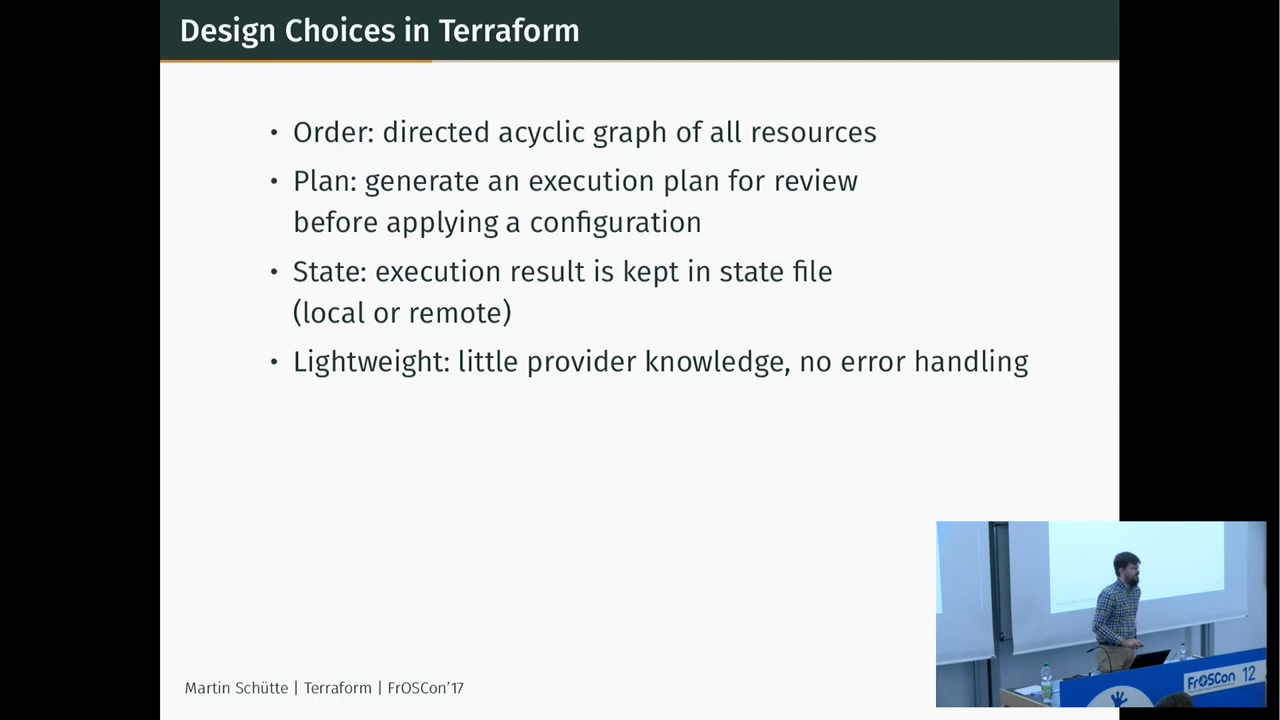 Design Choices in Terraform
• Order: directed acyclic graph of all resources
• Plan: generate an execution plan for review
before applying a configuration
• State: execution result is kept in state file
(local or remote)
• Lightweight: little provider knowledge, no error handling
Martin Schütte | Terraform | FrOSCon'17
FrOSCon 12